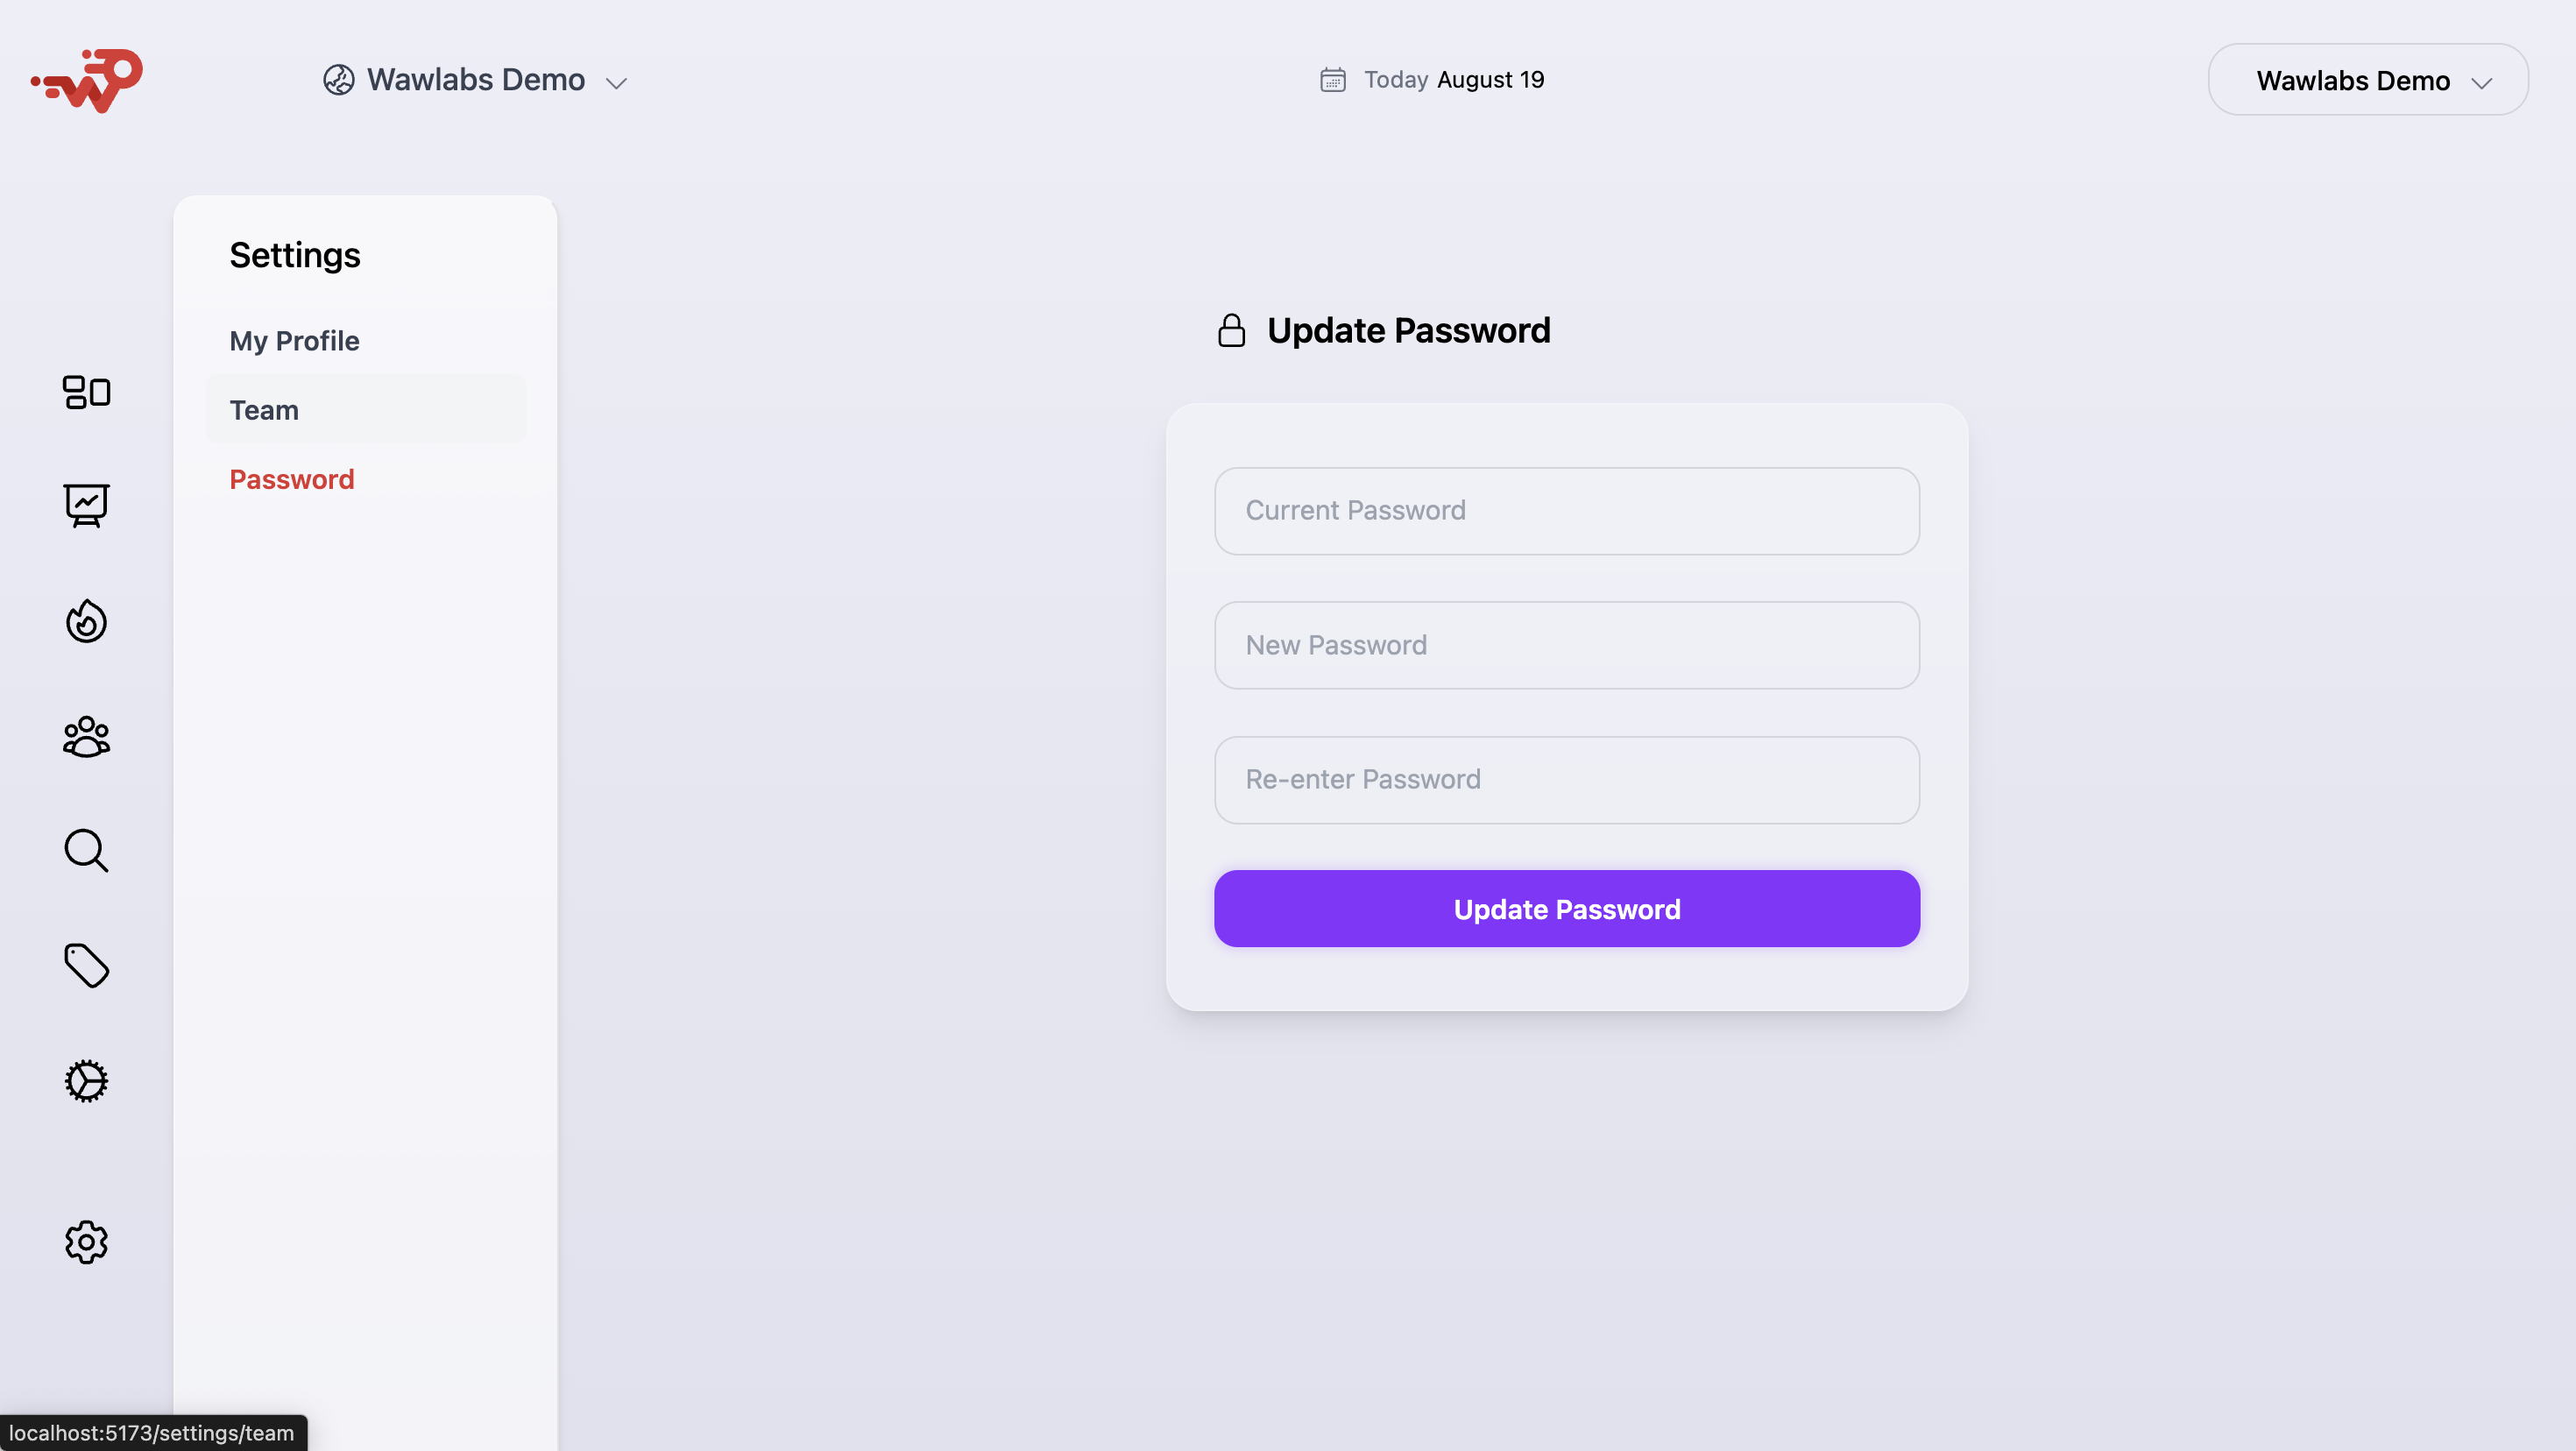 Wawlabs Demo
Today August 19
Wawlabs Demo
Settings
My Profile
Team
Password
Update Password
Current Password
New Password
Re-enter Password
Update Password
localhost:5173/settings/team